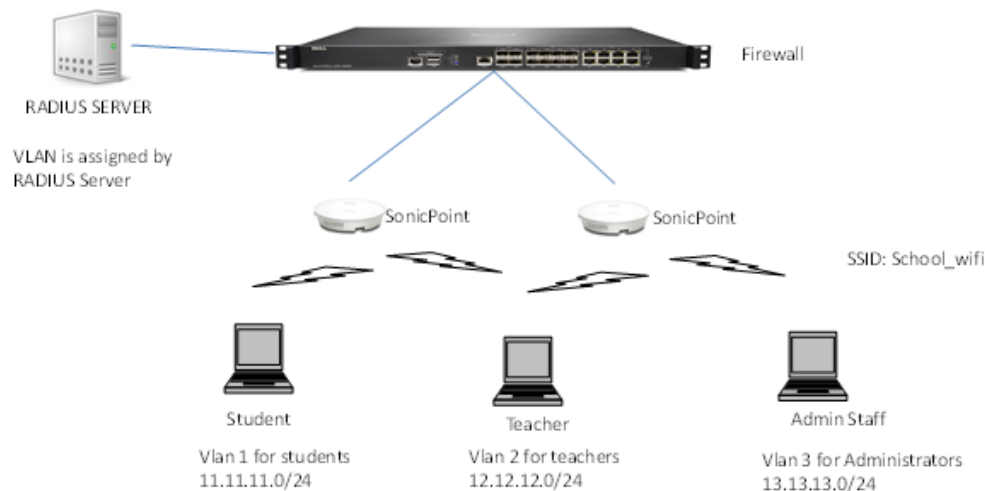 DELL
Firewall
RADIUS SERVER
VLAN is assigned by
RADIUS Server
SonicPoint
SonicPoint
SSID: School_wifi
Student
Teacher
Admin Staff
Vlan 1 for students
11.11.11.0/24
Vlan 2 for teachers
12.12.12.0/24
Vlan 3 for Administrators
13.13.13.0/24